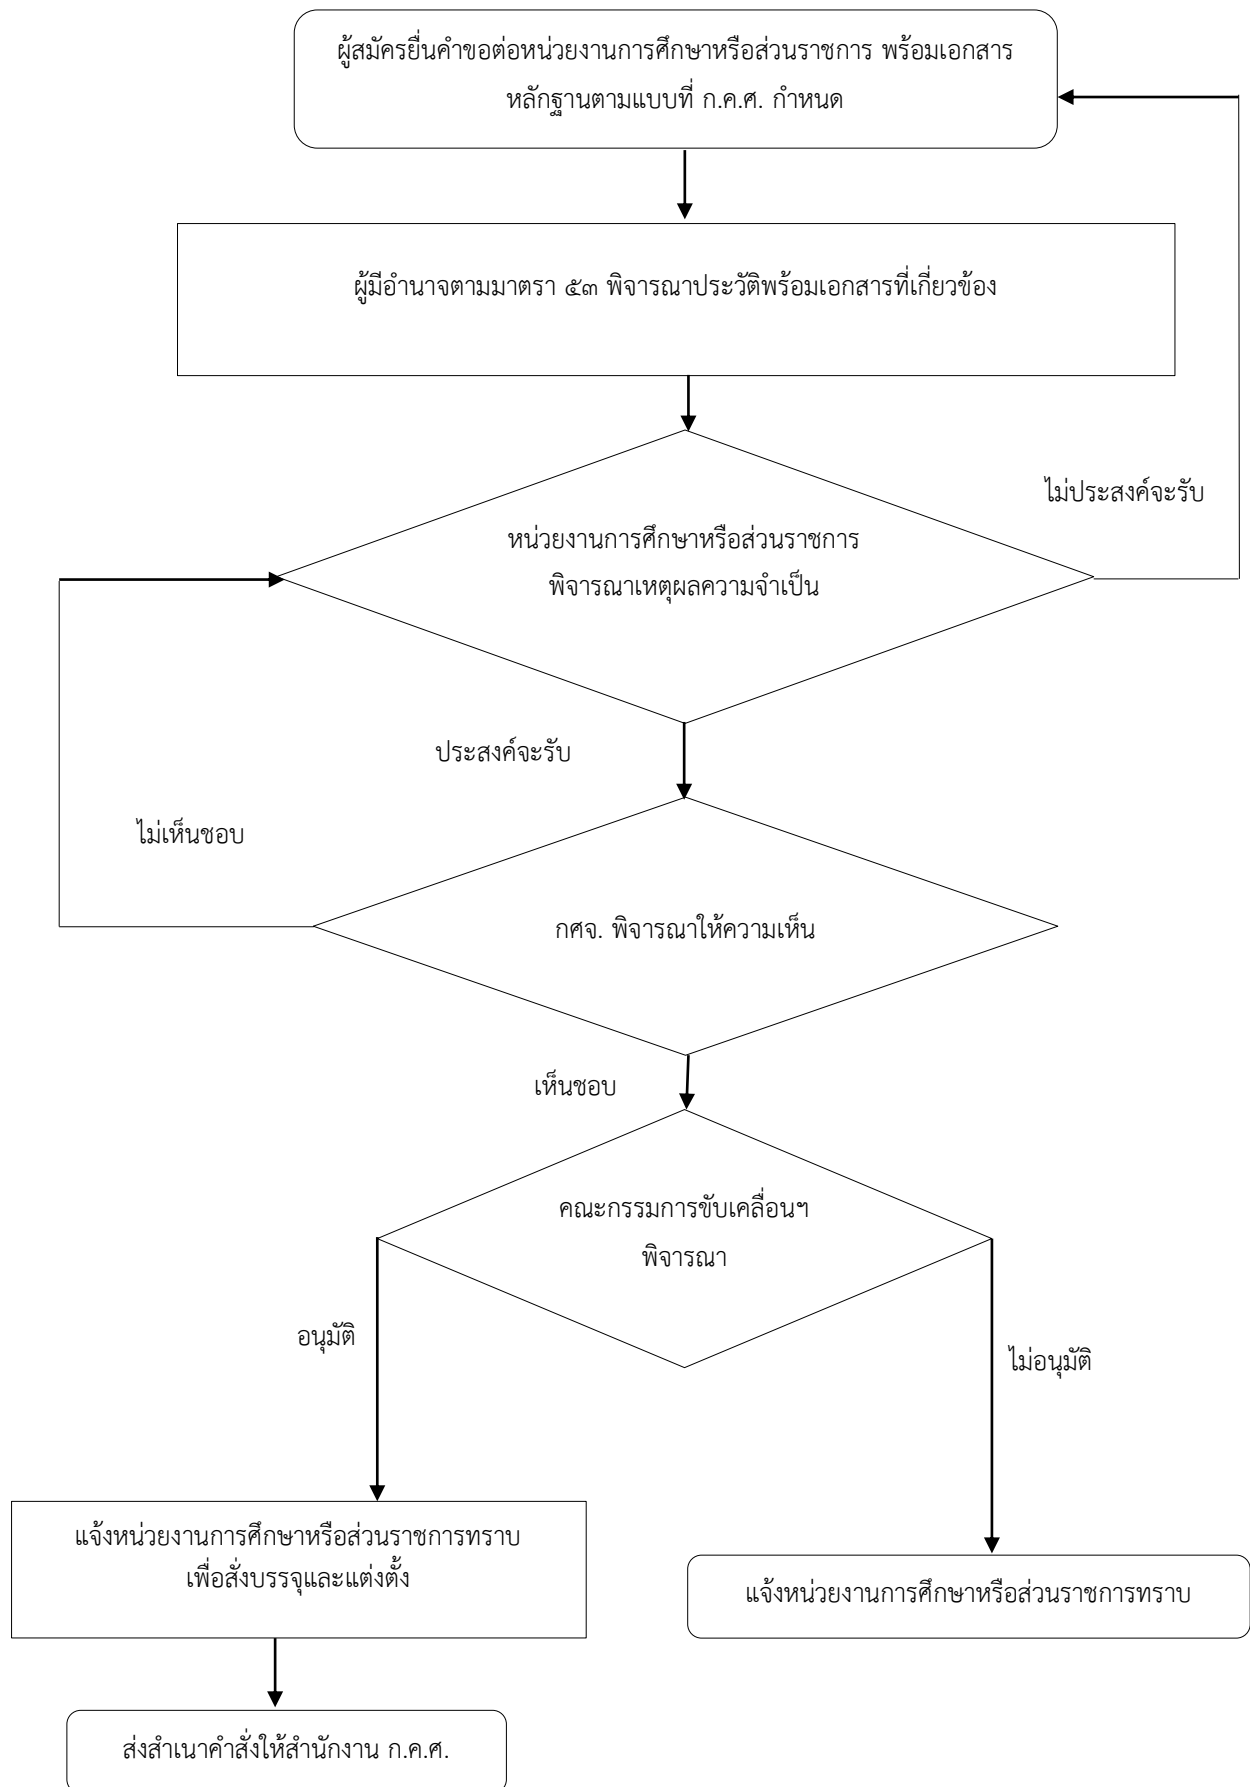 ผู้สมัครยื่นคำขอต่อหน่วยงานการศึกษาหรือส่วนราชการ พร้อมเอกสาร
หลักฐานตามแบบที่ ก.ค.ศ. กำหนด
ผู้มีอำนาจตามมาตรา ๕๓ พิจารณาประวัติพร้อมเอกสารที่เกี่ยวข้อง
ไม่ประสงค์จะรับ
หน่วยงานการศึกษาหรือส่วนราชการ
พิจารณาเหตุผลความจำเป็น
ประสงค์จะรับ
ไม่เห็นชอบ
กศจ. พิจารณาให้ความเห็น
เห็นชอบ
คณะกรรมการขับเคลื่อนฯ
พิจารณา
อนุมัติ
ไม่อนุมัติ
แจ้งหน่วยงานการศึกษาหรือส่วนราชการทราบ
เพื่อสั่งบรรจุและแต่งตั้ง
แจ้งหน่วยงานการศึกษาหรือส่วนราชการทราบ
ส่งสำเนาคำสั่งให้สำนักงาน ก.ค.ศ.